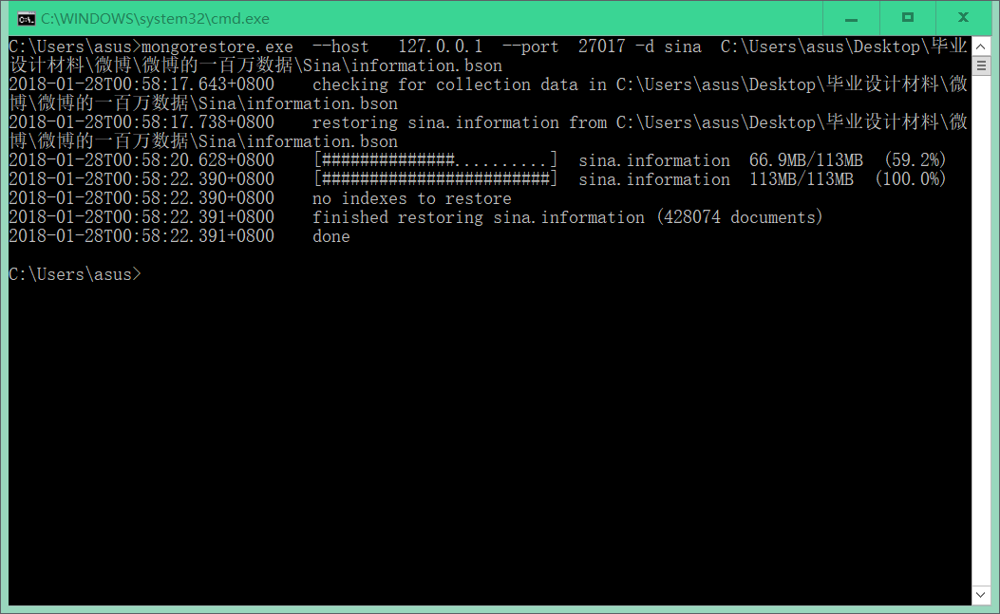 C:\WINDOWS\system32\cmd.exe
C:\Users\asus>mongorestore.exe  --host   127.0.0.1  --port  27017 -d sina  C:\Users\asus\Desktop\毕业
设计材料\微博\微博的一百万数据\Sina\information.bson
2018-01-28T00:58:17.643+0800    checking for collection data in C:\Users\asus\Desktop\毕业设计材料\微
博\微博的一百万数据\Sina\information.bson
2018-01-28T00:58:17.738+0800    restoring sina.information from C:\Users\asus\Desktop\毕业设计材料\微
博\微博的一百万数据\Sina\information.bson
2018-01-28T00:58:20.628+0800    [##############..........]  sina.information  66.9MB/113MB  (59.2%)
2018-01-28T00:58:22.390+0800    [########################]  sina.information  113MB/113MB  (100.0%)
2018-01-28T00:58:22.390+0800    no indexes to restore
2018-01-28T00:58:22.391+0800    finished restoring sina.information (428074 documents)
2018-01-28T00:58:22.391+0800    done
C:\Users\asus>